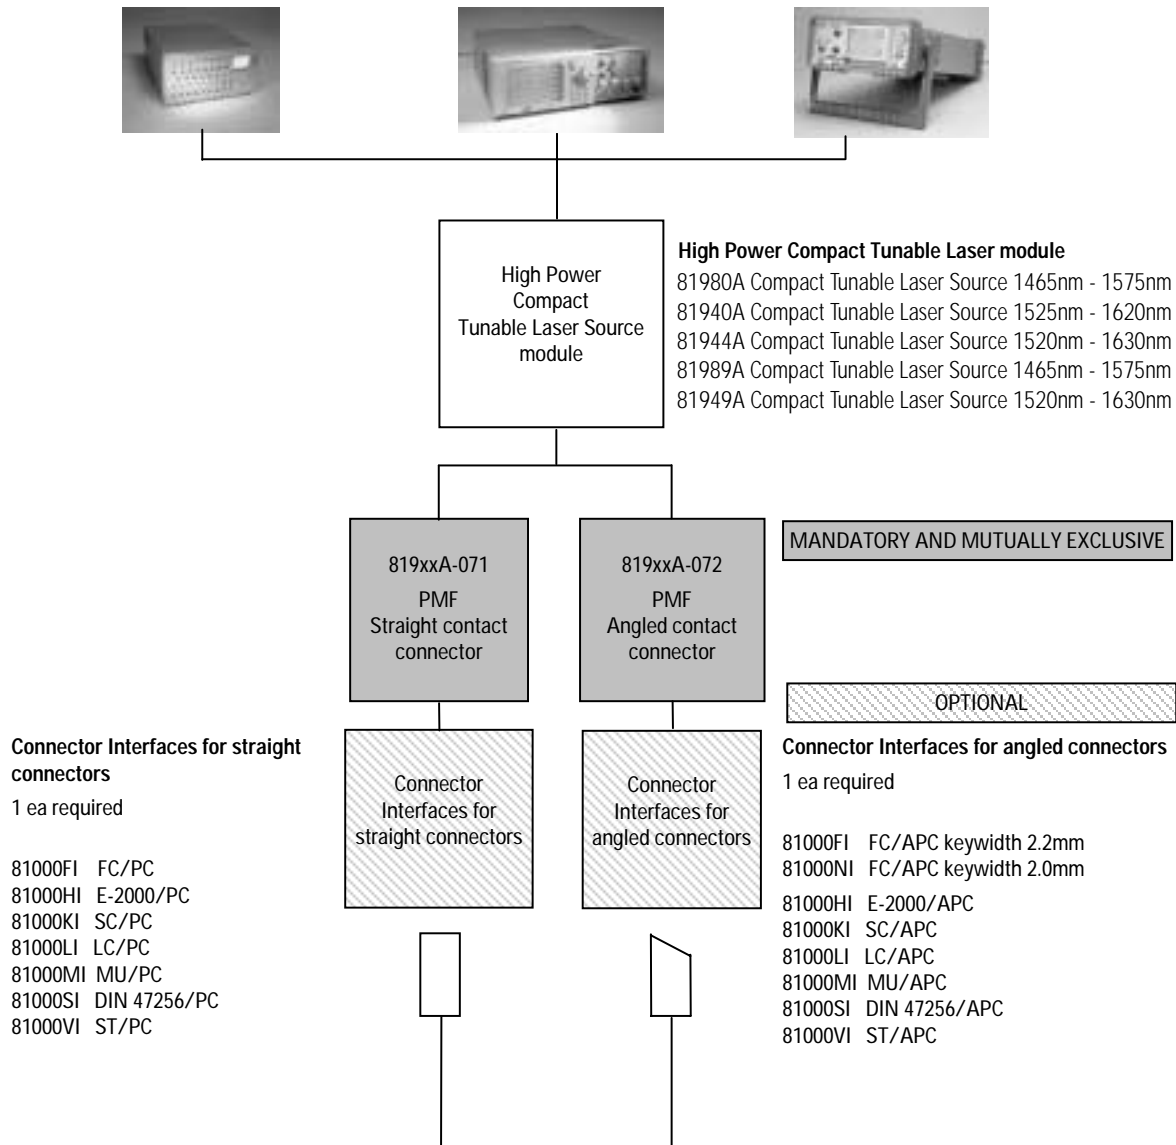 High Power
Compact
Tunable Laser Source
module
High Power Compact Tunable Laser module
81980A Compact Tunable Laser Source 1465nm - 1575nm
81940A Compact Tunable Laser Source 1525nm - 1620nm
81944A Compact Tunable Laser Source 1520nm - 1630nm
81989A Compact Tunable Laser Source 1465nm - 1575nm
81949A Compact Tunable Laser Source 1520nm - 1630nm
819xxA-071
PMF
Straight contact
connector
819xxA-072
PMF
Angled contact
connector
MANDATORY AND MUTUALLY EXCLUSIVE
OPTIONAL
Connector Interfaces for straight
connectors
1 ea required
81000FI FC/PC
81000HI E-2000/PC
81000KI SC/PC
81000LI LC/PC
81000MI MU/PC
81000SI DIN 47256/PC
81000VI ST/PC
Connector
Interfaces for
straight connectors
Connector
Interfaces for
angled connectors
Connector Interfaces for angled connectors
1 ea required
81000FI FC/APC keywidth 2.2mm
81000NI FC/APC keywidth 2.0mm
81000HI E-2000/APC
81000KI SC/APC
81000LI LC/APC
81000MI MU/APC
81000SI DIN 47256/APC
81000VI ST/APC